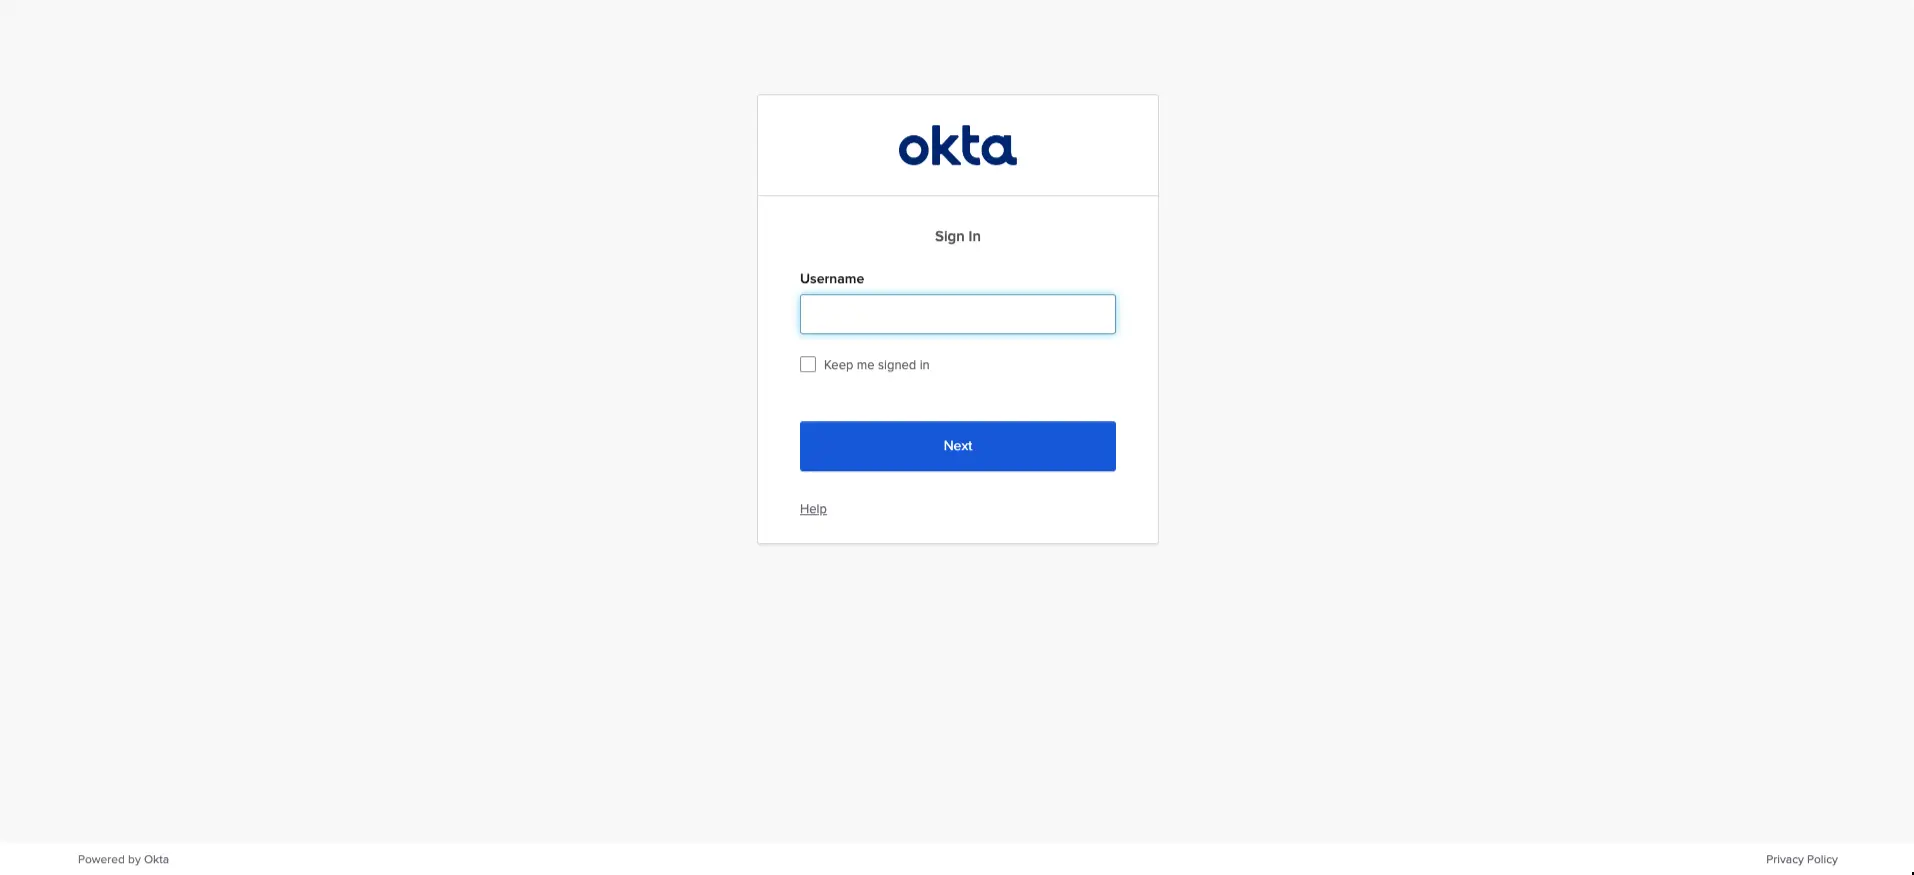 okta
Sign In
Username
Keep me signed in
Next
Help
Powered by Okta
Privacy Policy